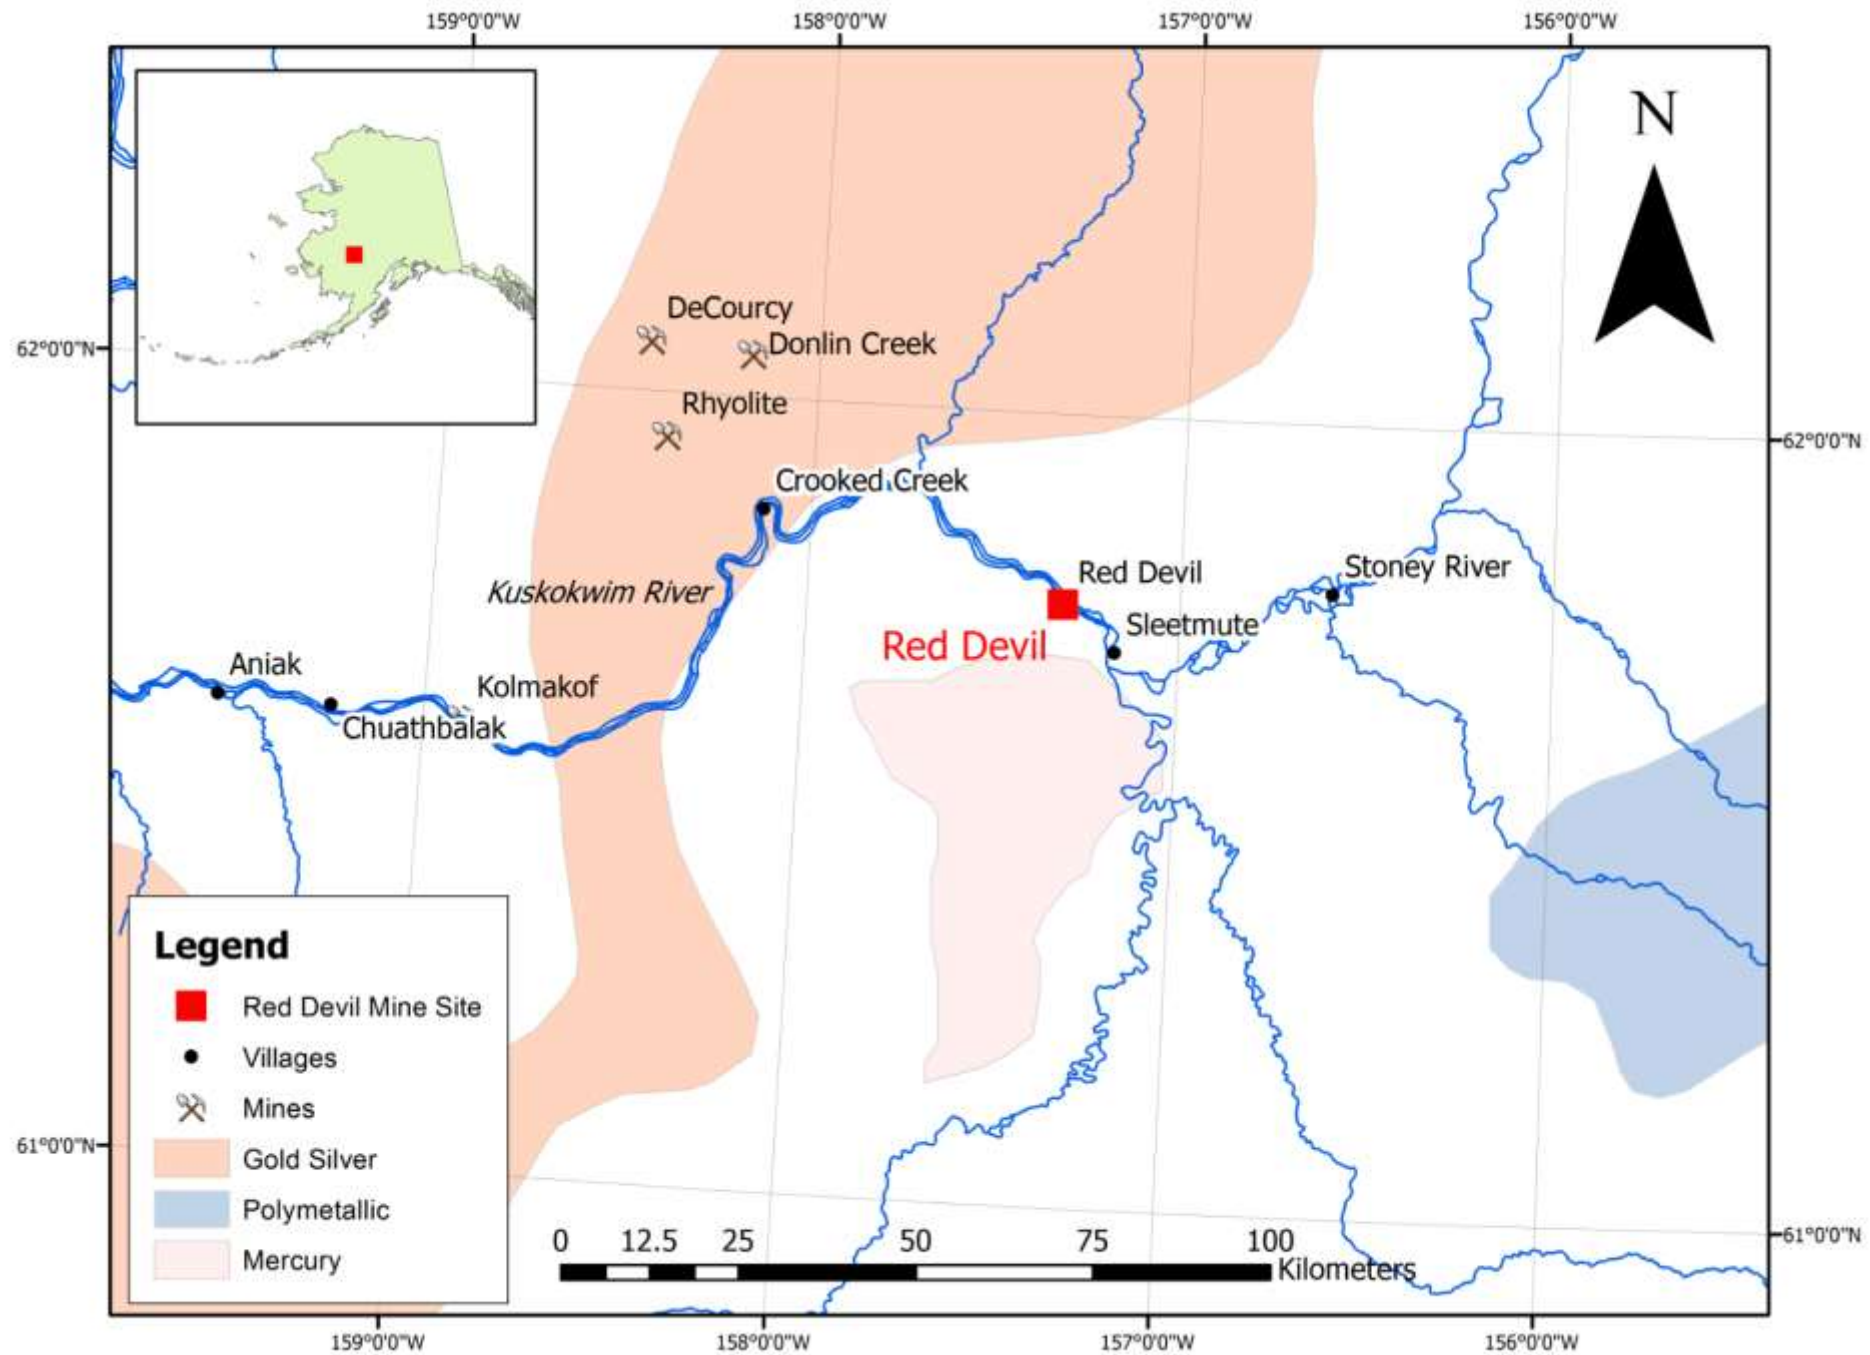 159°0'0"W
158°0'0"W
157°0'0"W
156°0'0"W
N
DeCourcy
62°0'0"N
Donlin Creek
Rhyolite
62°0'0"N
Crooked Creek
Stoney River
Red Devil
Kuskokwim River
Sleetmute
Red Devil
Aniak
Kolmakof
Chuathbalak
Legend
Red Devil Mine Site
Villages
Mines
61°0'0"N
Gold Silver
Polymetallic
Mercury
0 12.5 25 50 75 100
Kilometers
61°0'0"N
159°0'0"W
158°0'0"W
157°0'0"W
156°0'0"W